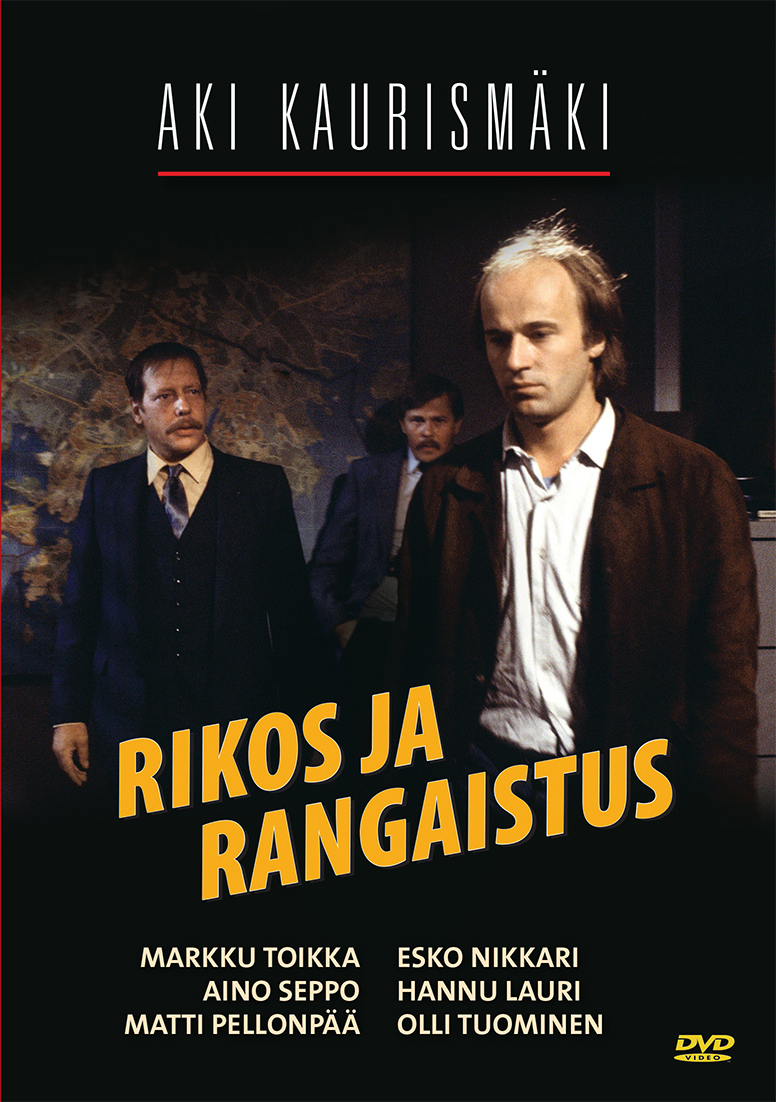 AKI KAURISMÄKI
RIKOS JA
RANGAISTUS
MARKKU TOIKKA
AINO SEPPO
MATTI PELLONPÄÄ
ESKO NIKKARI
HANNU LAURI
OLLI TUOMINEN
DVD
VIDEO